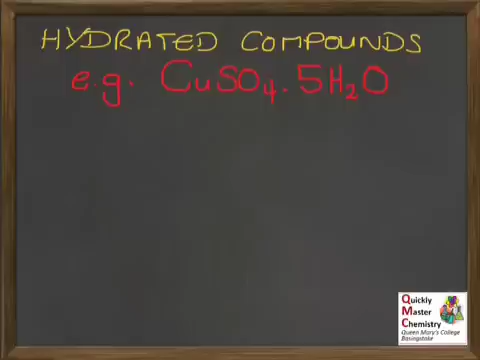 HYDRATED COMPOUNDS
e.g. CuSO₄.5H₂O
Quickly
Master
Chemistry
Queen Mary's College
Basingstoke